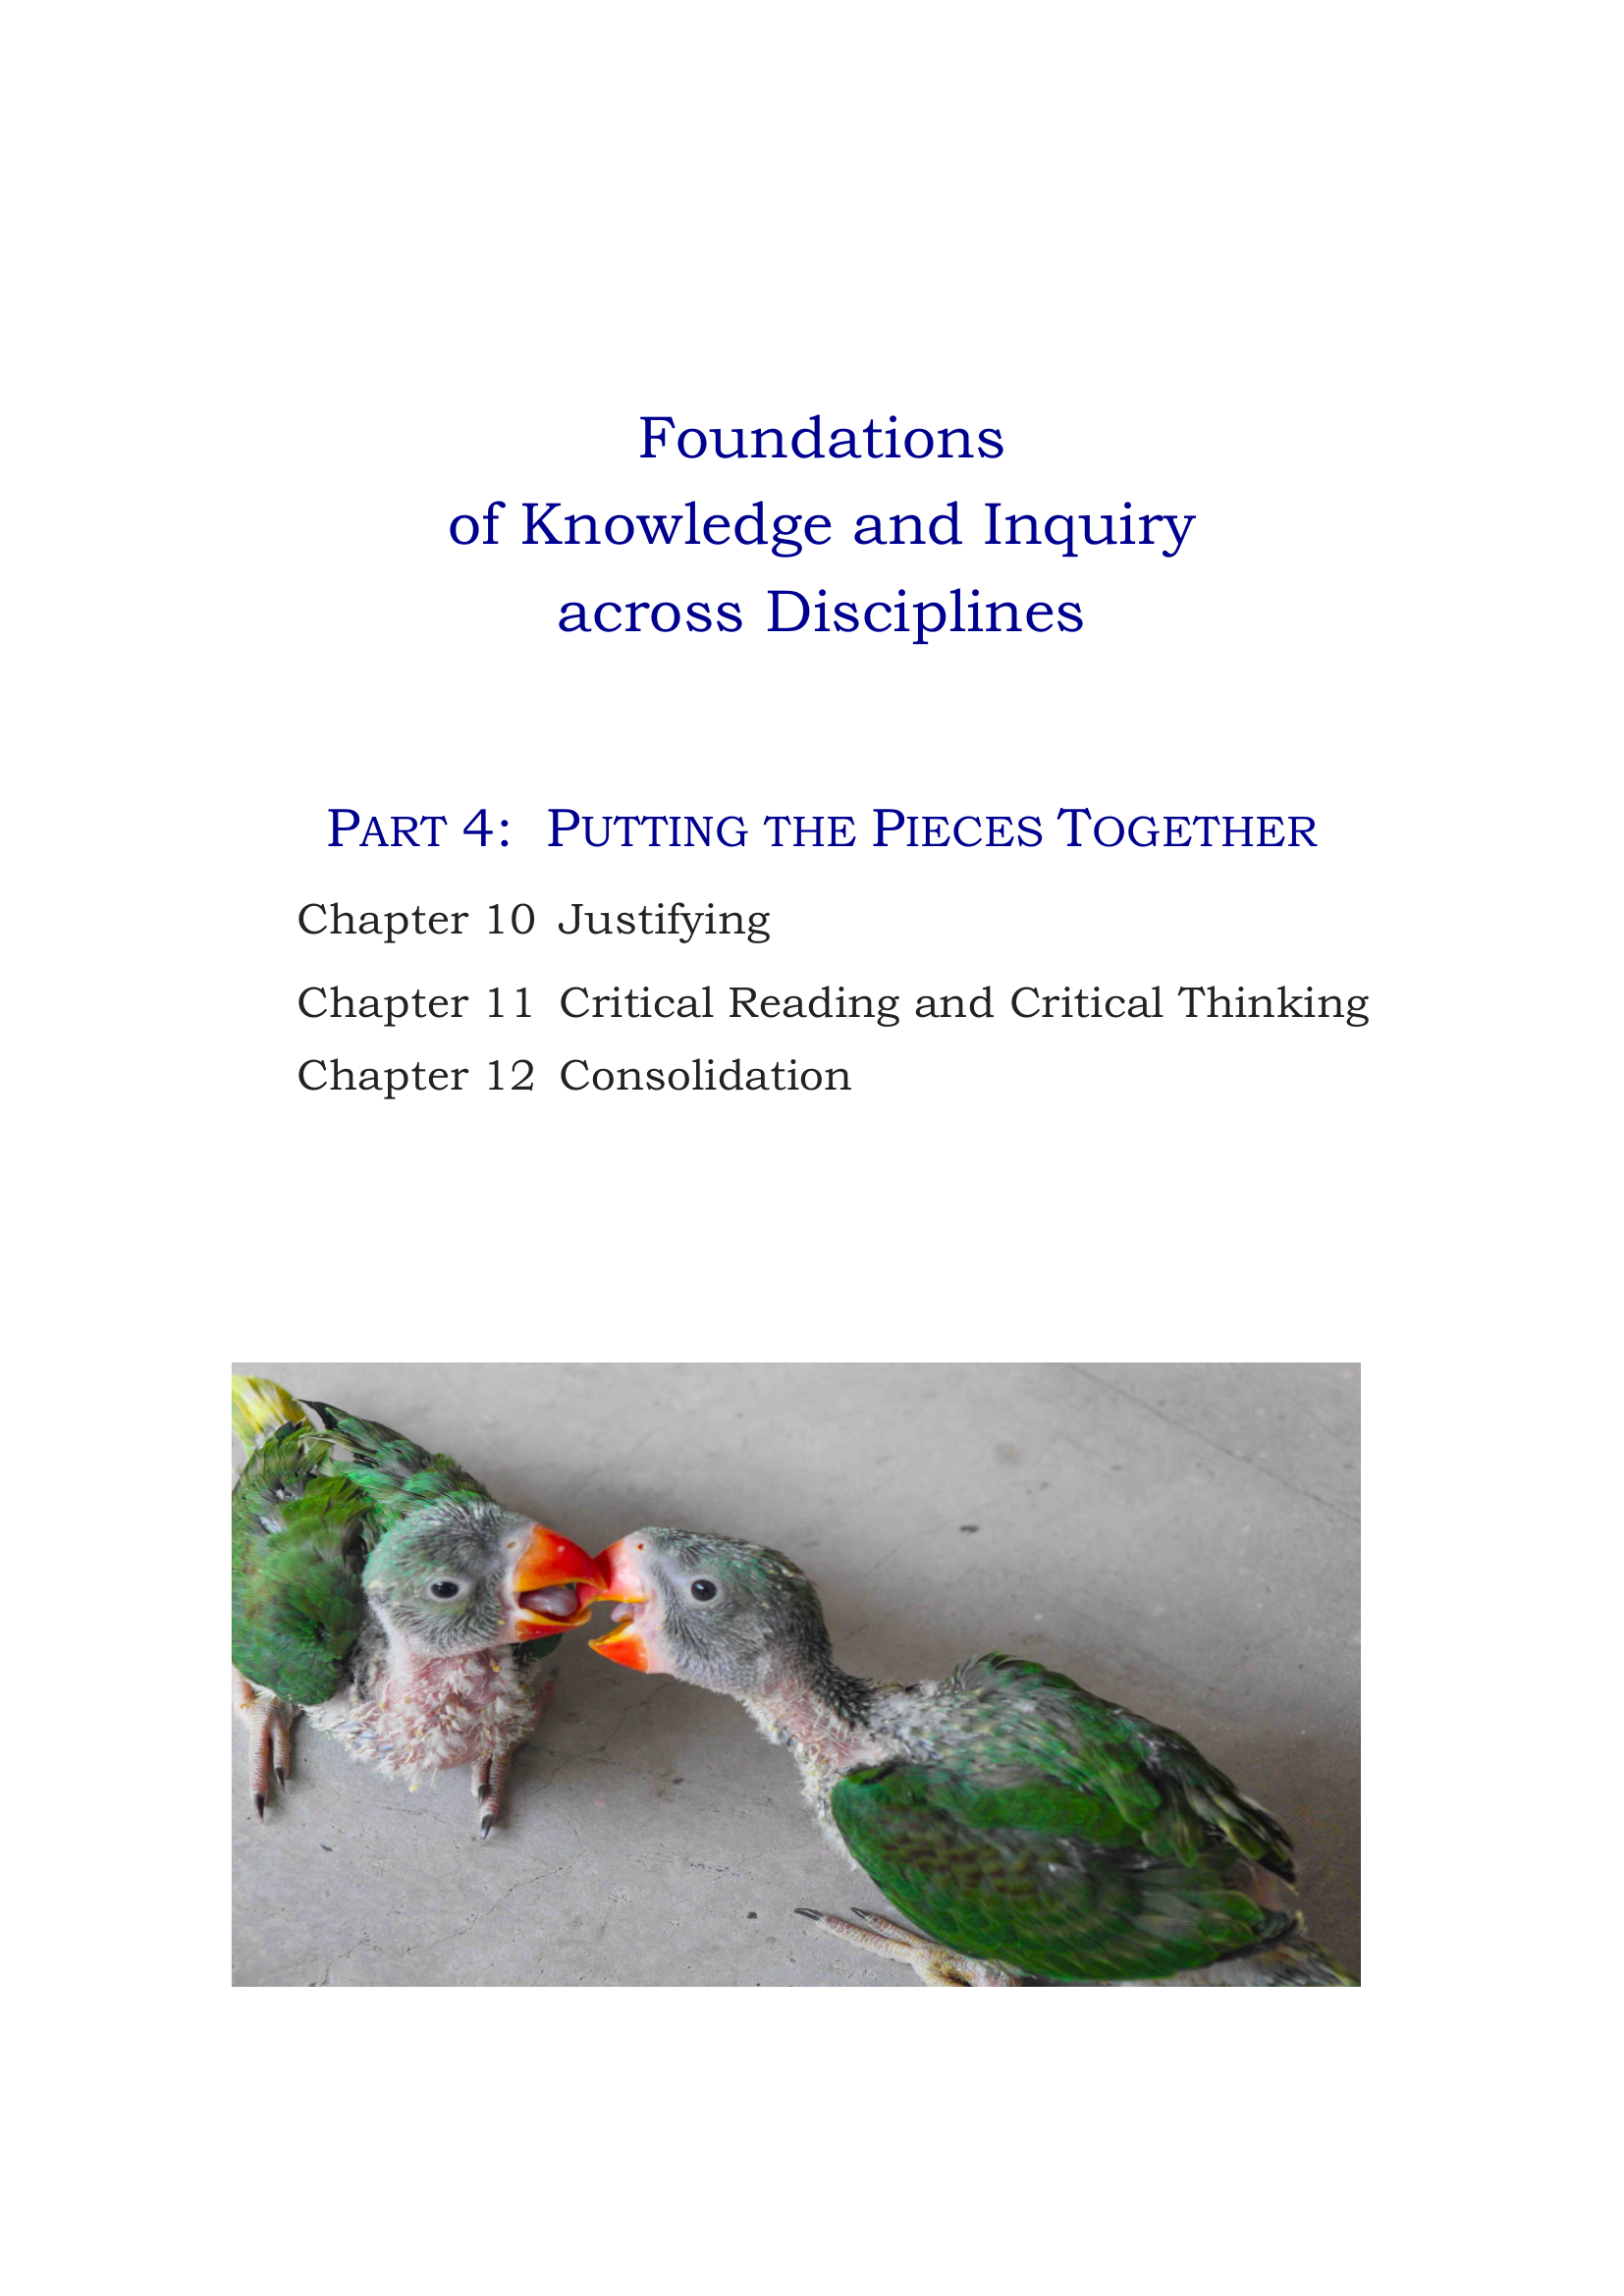 Foundations
of Knowledge and Inquiry
across Disciplines
PART 4: PUTTING THE PIECES TOGETHER
Chapter 10 Justifying
Chapter 11 Critical Reading and Critical Thinking
Chapter 12 Consolidation